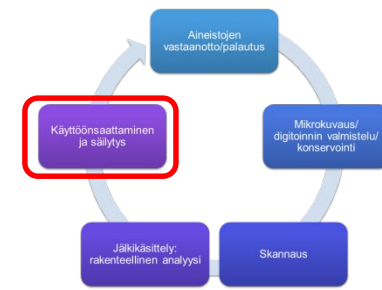 Aineistojen
vastaanotto/palautus
Mikrokuvaus/
digitoinnin valmistelu/
konservointi
Skannaus
Jälkikäsittely:
rakenteellinen analyysi
Käyttöönsaattaminen
ja säilytys